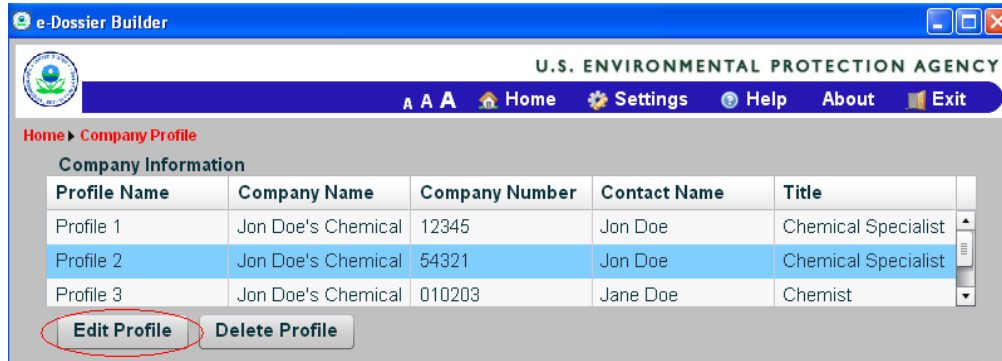 e-Dossier Builder
U.S. ENVIRONMENTAL PROTECTION AGENCY
A A A Home Settings Help About Exit
Home Company Profile
Company Information
Profile Name Company Name Company Number Contact Name Title
Profile 1 Jon Doe's Chemical 12345 Jon Doe Chemical Specialist
Profile 2 Jon Doe's Chemical 54321 Jon Doe Chemical Specialist
Profile 3 Jon Doe's Chemical 010203 Jane Doe Chemist
Edit Profile Delete Profile